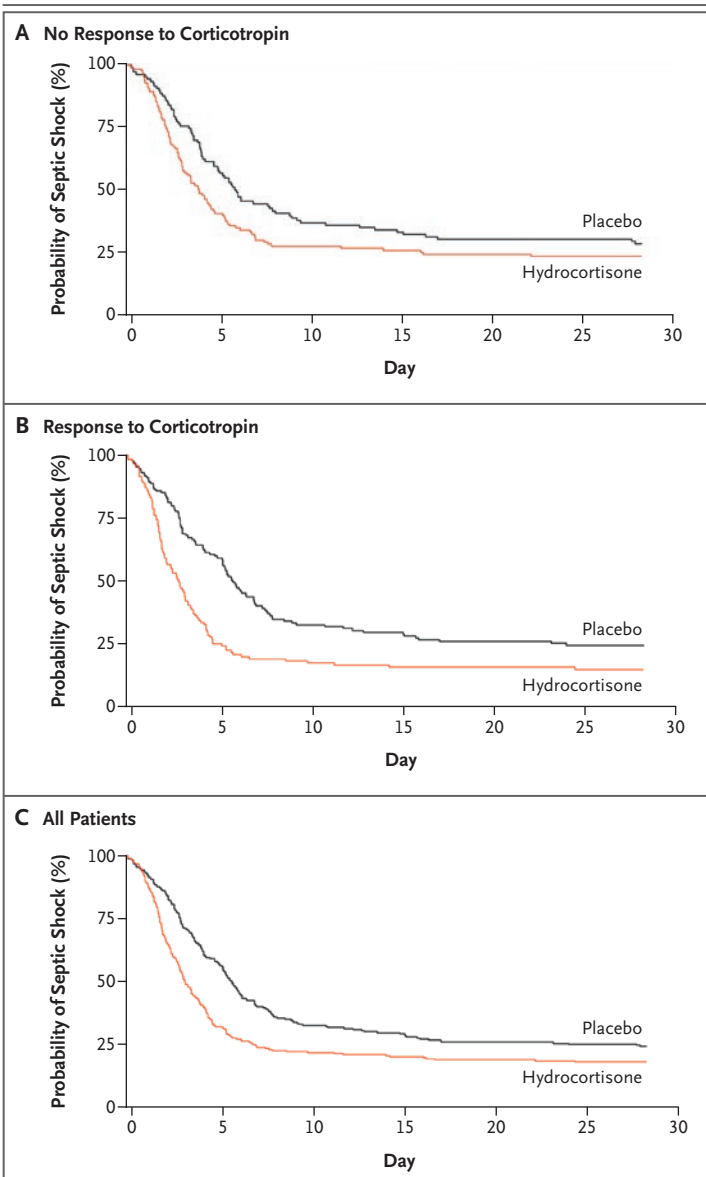 A No Response to Corticotropin
Probability of Septic Shock (%)
100
75
50
25
0
Placebo
Hydrocortisone
0 5 10 15 20 25 30
Day
B Response to Corticotropin
Probability of Septic Shock (%)
100
75
50
25
0
Placebo
Hydrocortisone
0 5 10 15 20 25 30
Day
C All Patients
Probability of Septic Shock (%)
100
75
50
25
0
Placebo
Hydrocortisone
0 5 10 15 20 25 30
Day